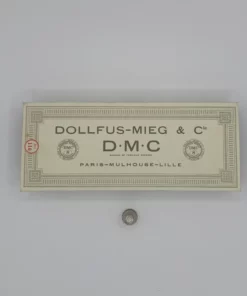 DOLLFUS-MIEG & Cie
D·M·C
PARIS-MULHOUSE-LILLE